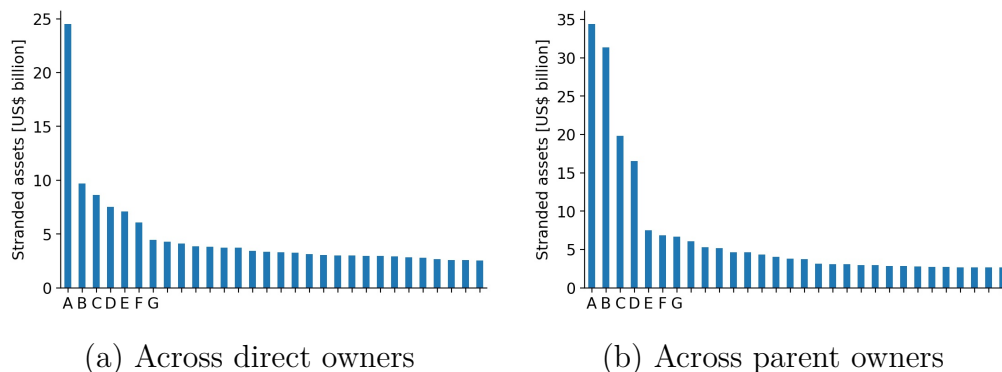 25
20
15
10
5
0
Stranded assets [US$ billion]
A B C D E F G
(a) Across direct owners
35
30
25
20
15
10
5
0
Stranded assets [US$ billion]
A B C D E F G
(b) Across parent owners